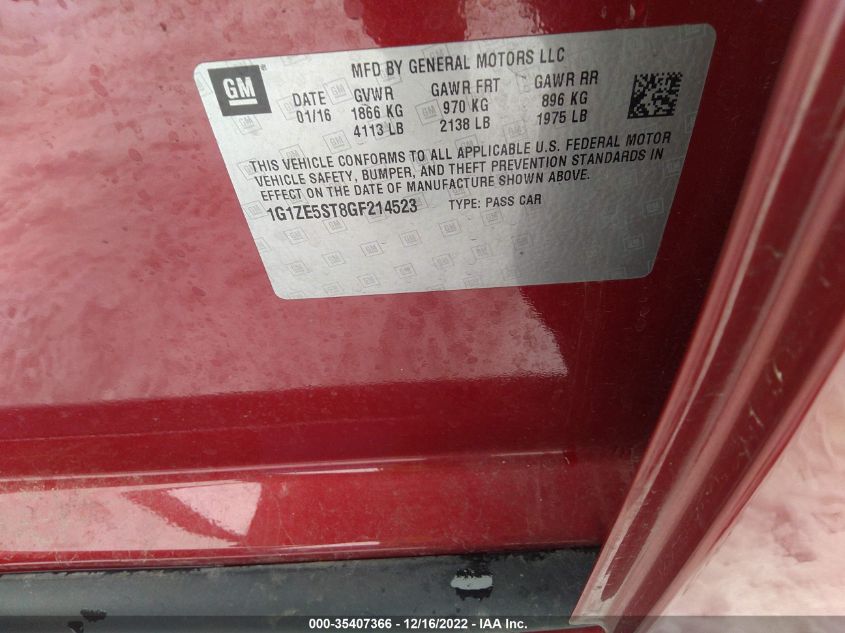 GM
MFD BY GENERAL MOTORS LLC
DATE GVWR GAWR FRT GAWR RR
01/16 1866 KG 970 KG 896 KG
4113 LB 2138 LB 1975 LB
THIS VEHICLE CONFORMS TO ALL APPLICABLE U.S. FEDERAL MOTOR
VEHICLE SAFETY, BUMPER, AND THEFT PREVENTION STANDARDS IN
EFFECT ON THE DATE OF MANUFACTURE SHOWN ABOVE.
1G1ZE5ST8GF214523 TYPE: PASS CAR
000-35407366 - 12/16/2022 - IAA Inc.